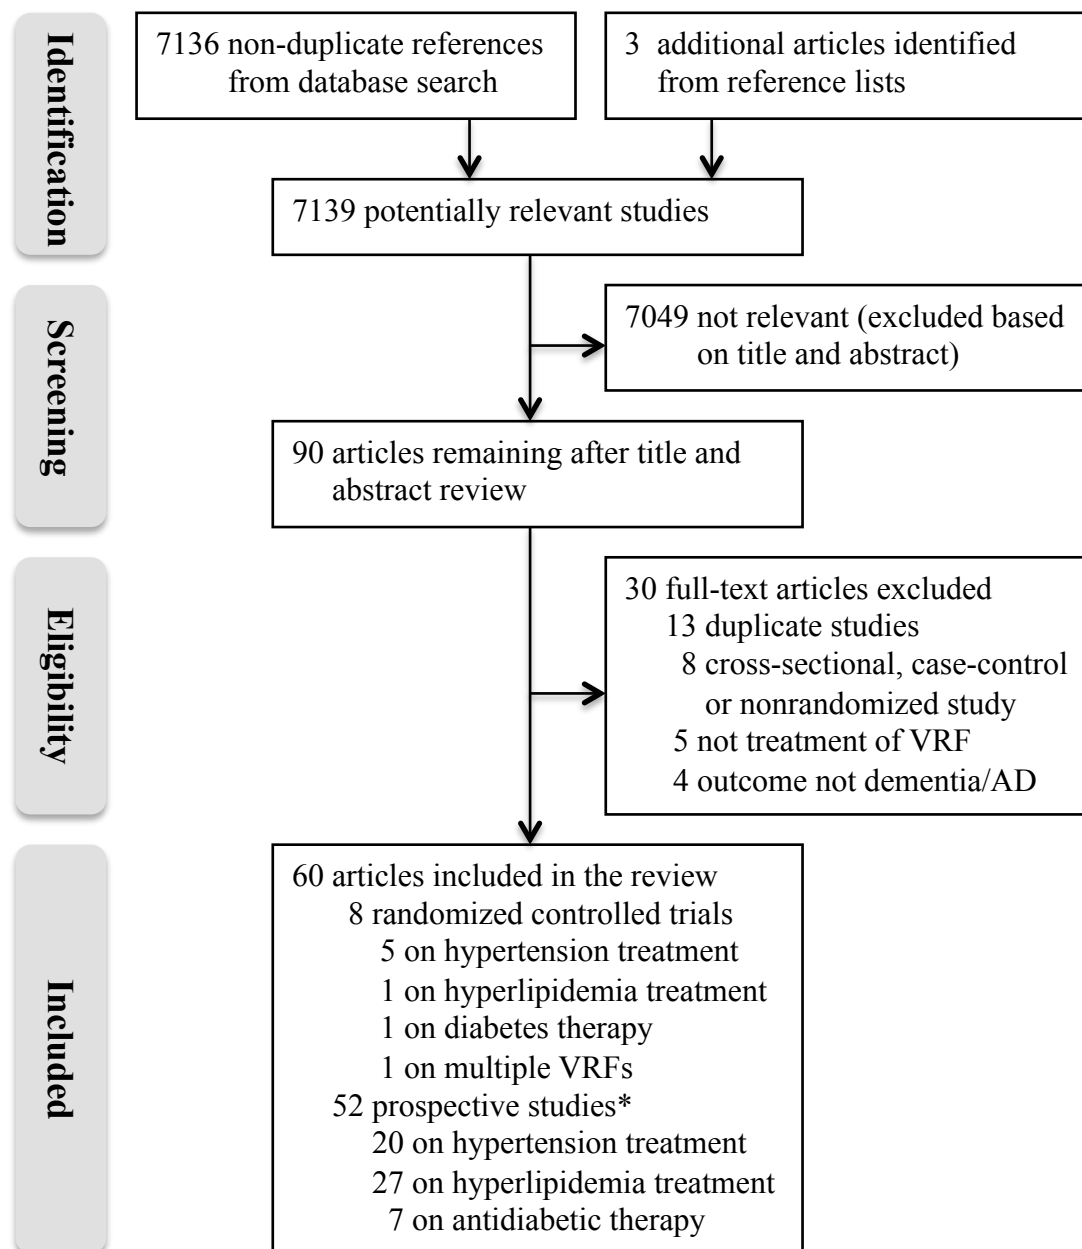 Identification
7136 non-duplicate references
from database search
3 additional articles identified
from reference lists
7139 potentially relevant studies
Screening
7049 not relevant (excluded based
on title and abstract)
90 articles remaining after title and
abstract review
Eligibility
30 full-text articles excluded
13 duplicate studies
8 cross-sectional, case-control
or nonrandomized study
5 not treatment of VRF
4 outcome not dementia/AD
Included
60 articles included in the review
8 randomized controlled trials
5 on hypertension treatment
1 on hyperlipidemia treatment
1 on diabetes therapy
1 on multiple VRFs
52 prospective studies*
20 on hypertension treatment
27 on hyperlipidemia treatment
7 on antidiabetic therapy